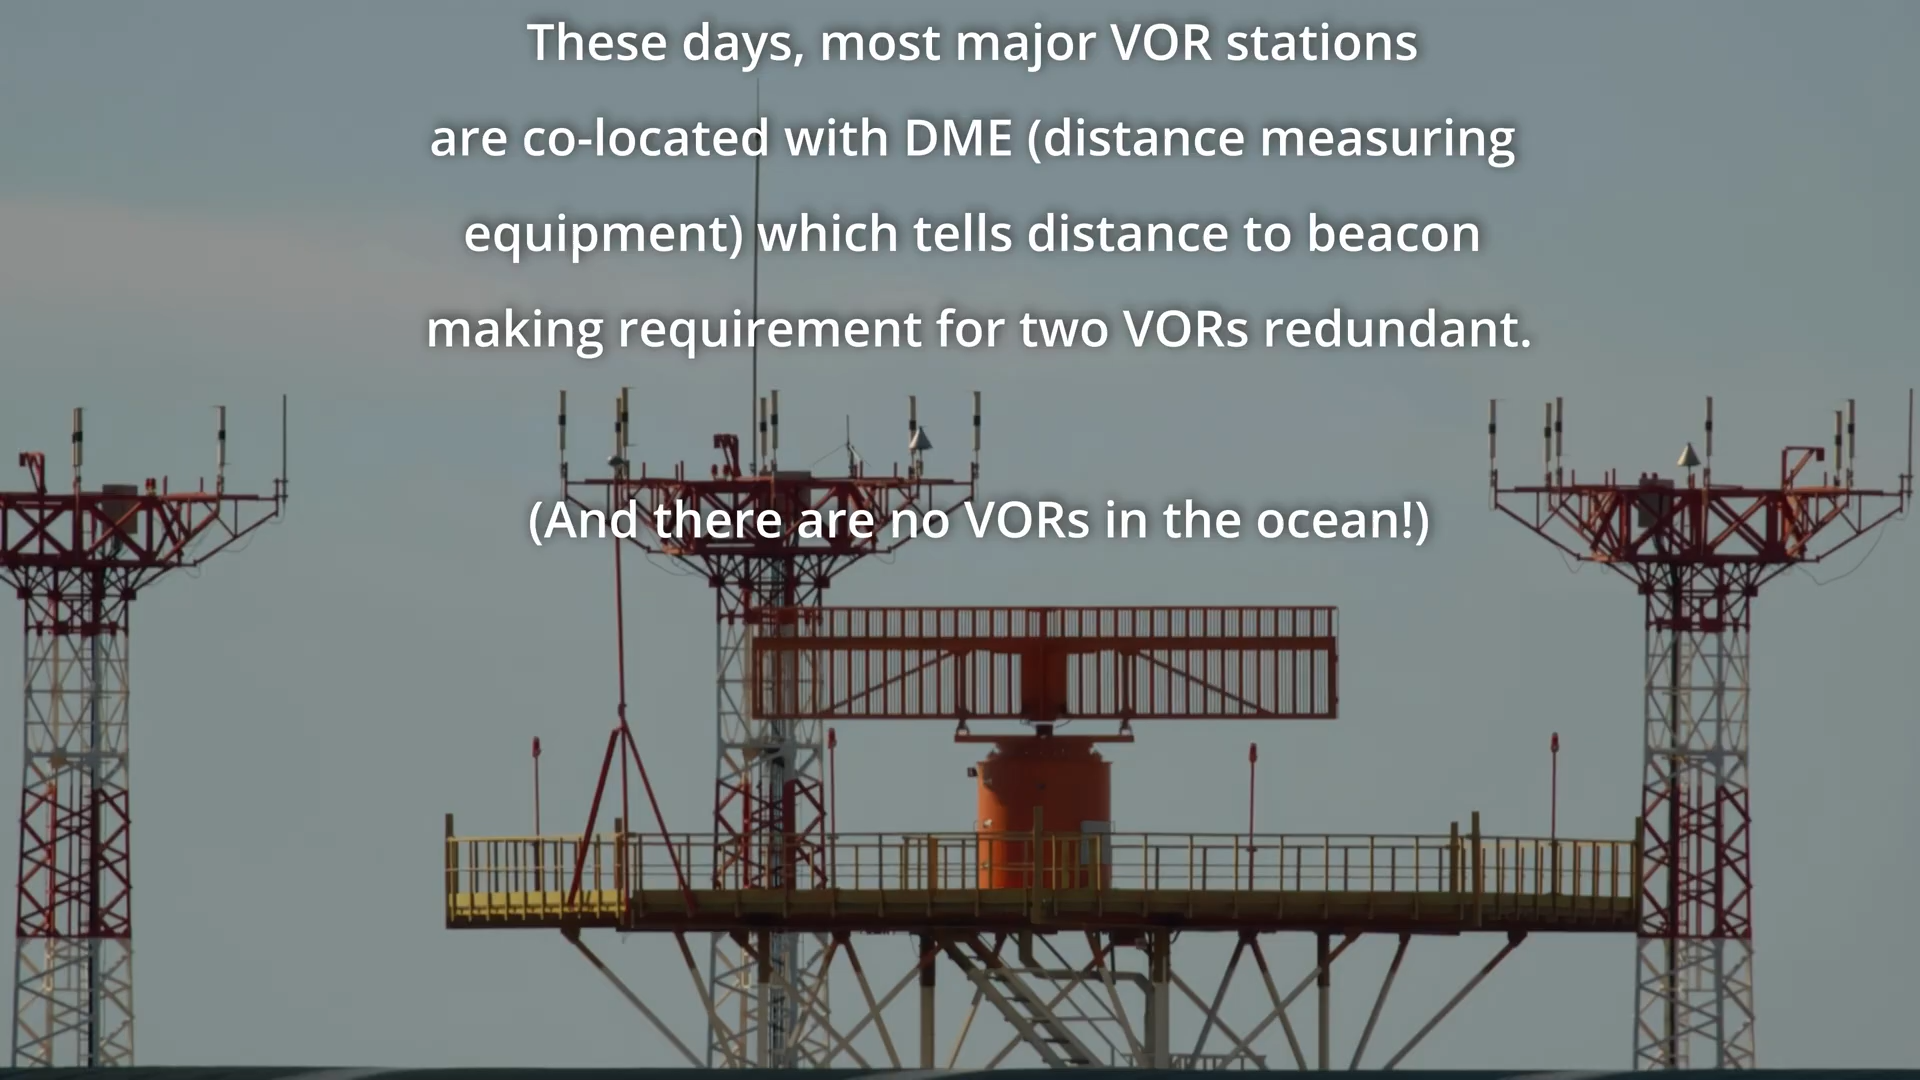 These days, most major VOR stations
are co-located with DME (distance measuring
equipment) which tells distance to beacon
making requirement for two VORs redundant.
(And there are no VORs in the ocean!)